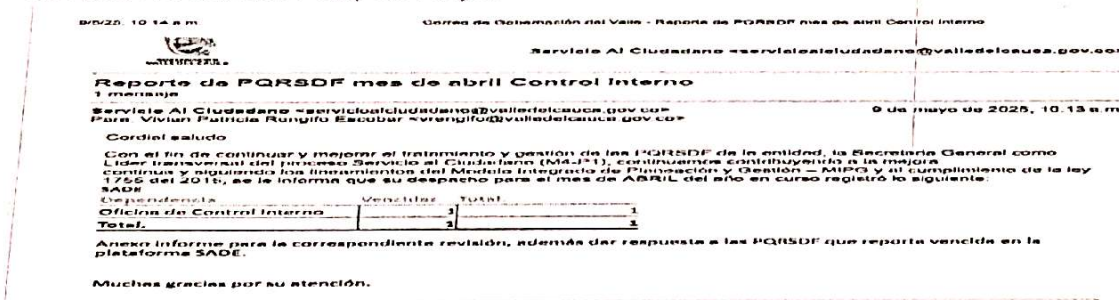 9/5/25, 10:14 a.m.
Correo de Gobernación del Valle - Reporte de PQRSDF mes de abril Control Interno
Servicio Al Ciudadano <servicioalciudadano@valledelcauca.gov.co>
Reporte de PQRSDF mes de abril Control Interno
1 mensaje
Servicio Al Ciudadano <servicioalciudadano@valledelcauca.gov.co>
9 de mayo de 2025, 10:13 a.m.
Para: Vivian Patricia Rengifo Escobar <vrengifo@valledelcauca.gov.co>
Cordial saludo
Con el fin de continuar y mejorar el tratamiento y gestión de las PQRSDF de la entidad, la Secretaría General como
Líder transversal del proceso Servicio al Ciudadano (M4-P1), continuamos contribuyendo a la mejora
continua y siguiendo los lineamientos del Modelo Integrado de Planeación y Gestión – MIPG y al cumplimiento de la ley
1755 del 2015, se le informa que su despacho para el mes de ABRIL del año en curso registró lo siguiente:
SADE
Dependencia Vencidas Total
Oficina de Control Interno 1 1
Total. 1 1
Anexo informe para la correspondiente revisión, además dar respuesta a las PQRSDF que reporta vencida en la
plataforma SADE.
Muchas gracias por su atención.